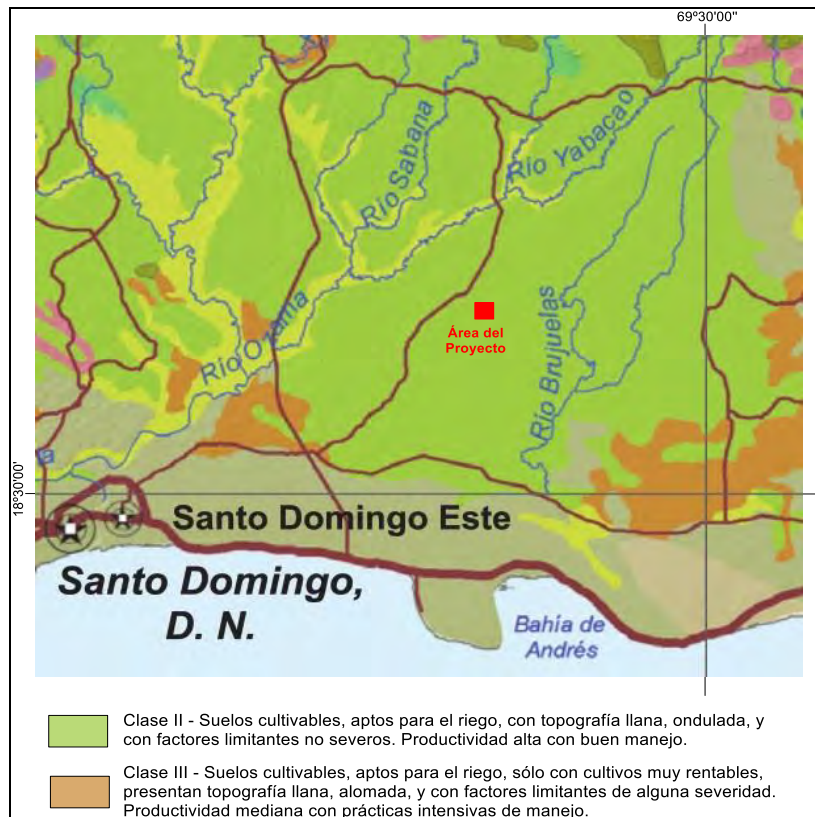 69º30'00"
Río Sabana
Río Yabacao
Río Ozama
Área del
Proyecto
Río Brujuelas
18º30'00'
a
Santo Domingo Este
Santo Domingo,
D. N.
Bahía de
Andrés
Clase II - Suelos cultivables, aptos para el riego, con topografía llana, ondulada, y
con factores limitantes no severos. Productividad alta con buen manejo.
Clase III - Suelos cultivables, aptos para el riego, sólo con cultivos muy rentables,
presentan topografía llana, alomada, y con factores limitantes de alguna severidad.
Productividad mediana con prácticas intensivas de manejo.